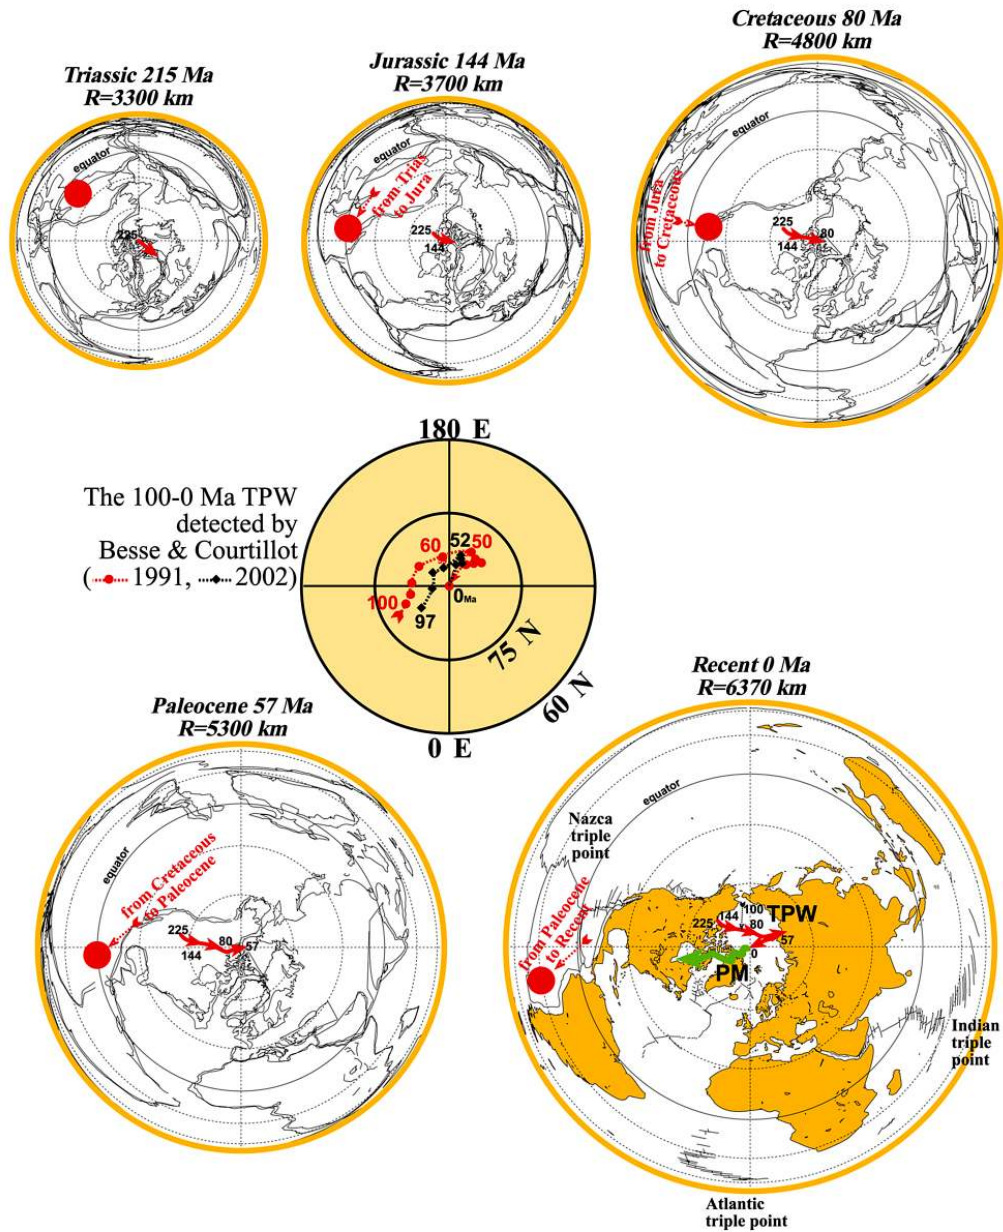 Triassic 215 Ma
R=3300 km
equator
225
Jurassic 144 Ma
R=3700 km
equator
from Trias
to Jura
225
144
Cretaceous 80 Ma
R=4800 km
equator
from Jura
to Cretaceous
225
144
80
The 100-0 Ma TPW
detected by
Besse & Courtillot
( 1991, 2002)
180 E
60
52
50
100
97
0Ma
75 N
60 N
0 E
Paleocene 57 Ma
R=5300 km
equator
from Cretaceous
to Paleocene
225
144
80
57
Recent 0 Ma
R=6370 km
equator
Nazca
triple
point
from Paleocene
to Recent
225
144
100
80
TPW
57
0
PM
Indian
triple
point
Atlantic
triple point